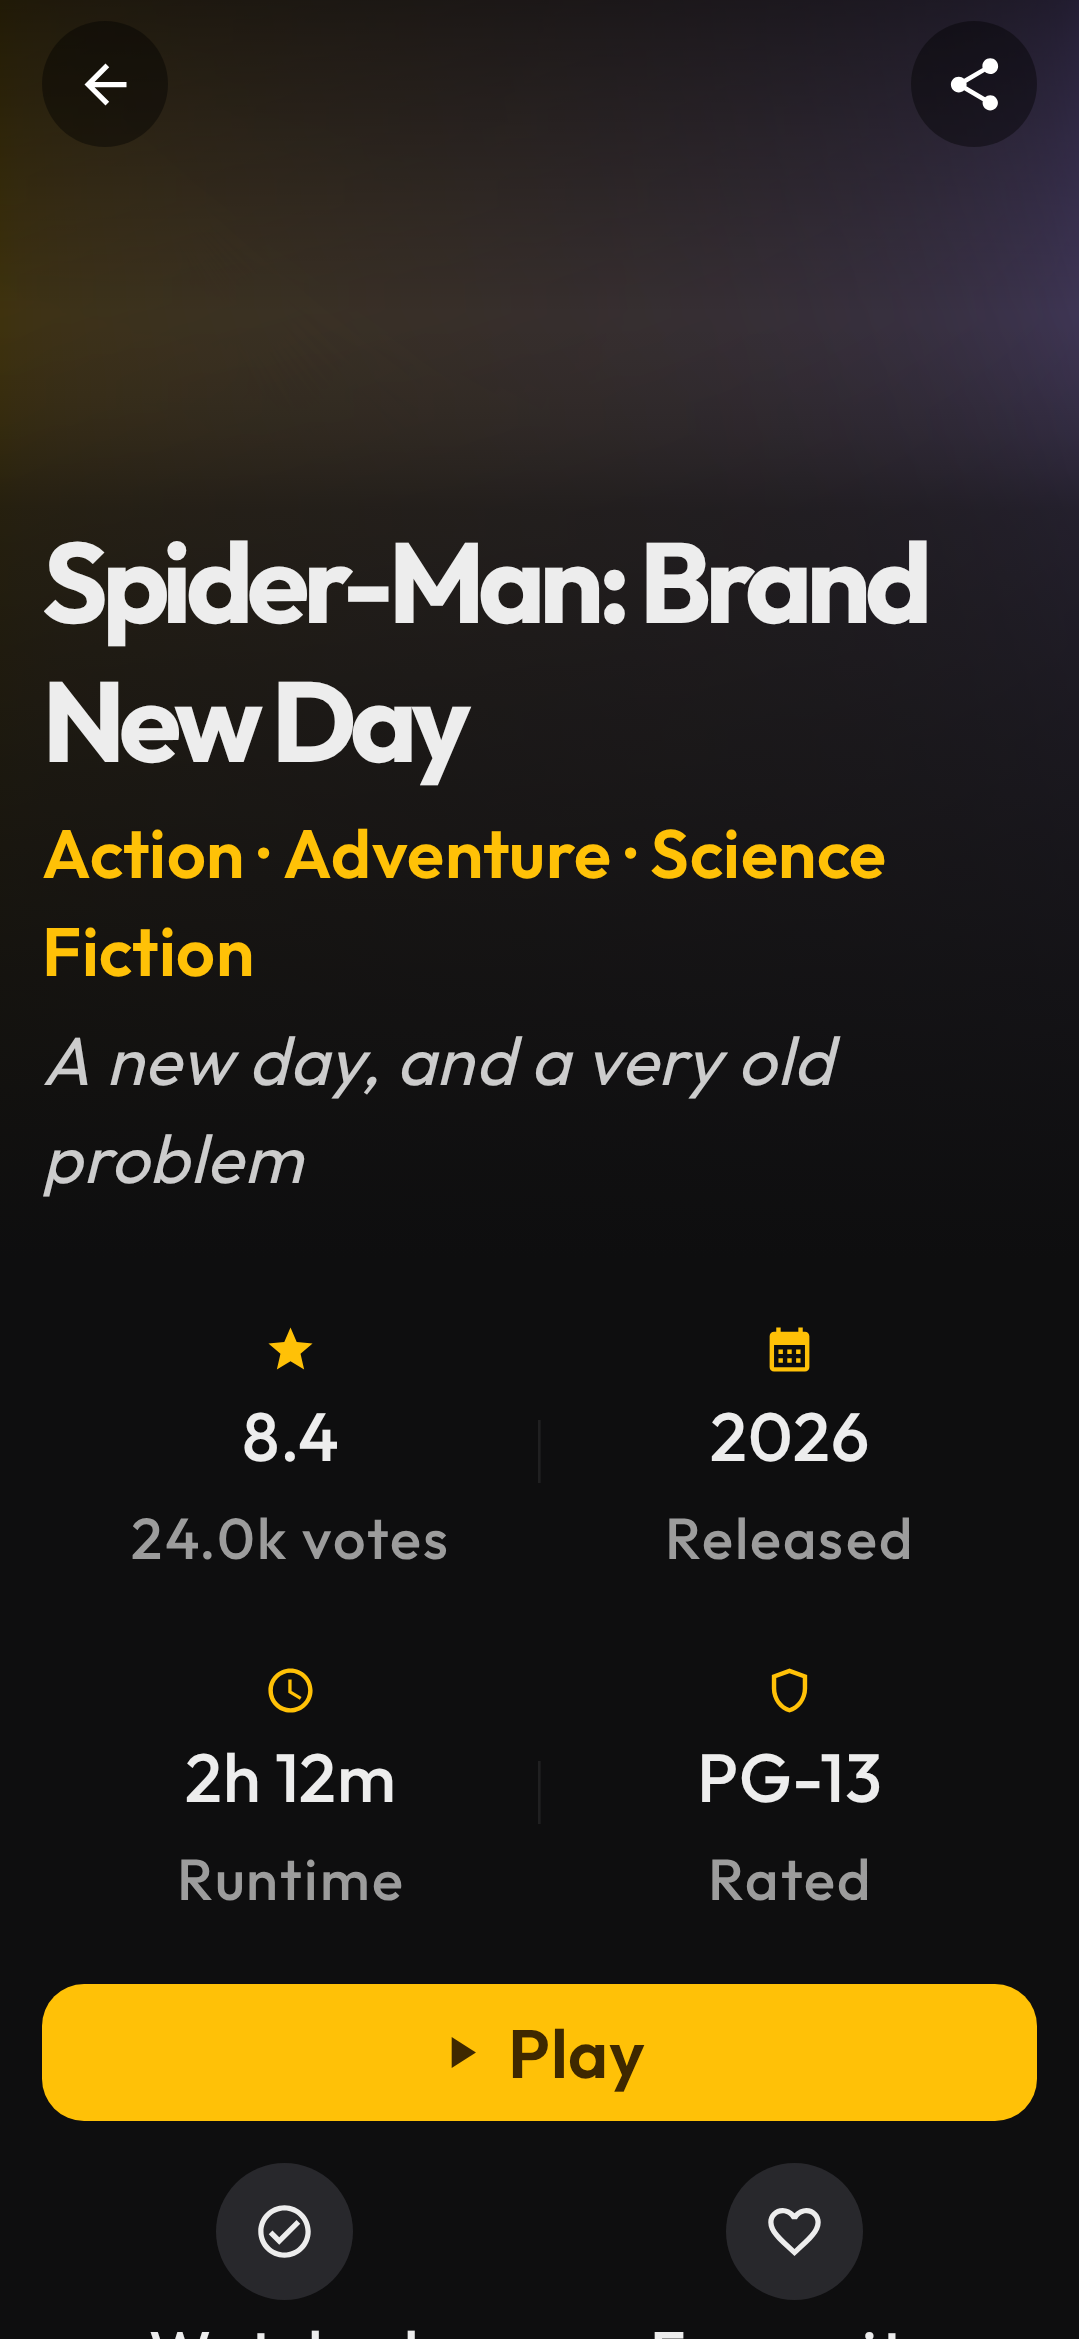 Spider-Man: Brand
New Day
Action · Adventure · Science
Fiction
A new day, and a very old
problem
8.4
2026
24.0k votes
Released
2h 12m
PG-13
Runtime
Rated
Play